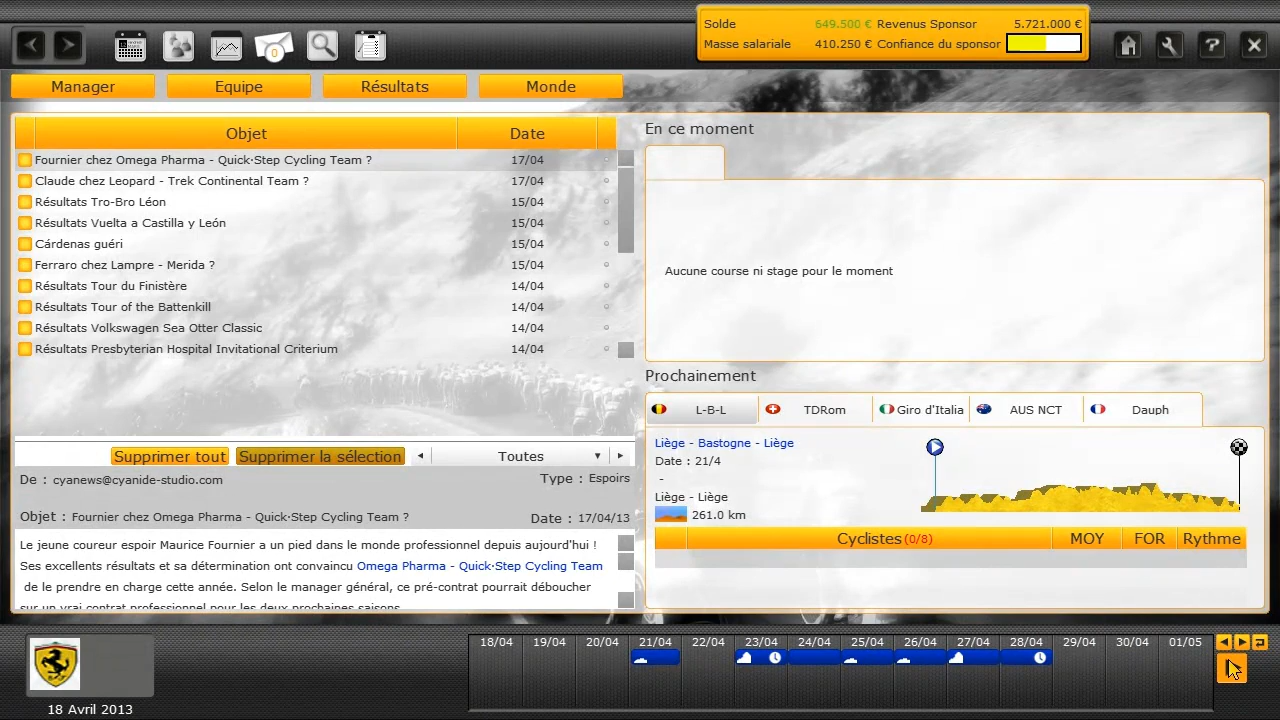 Solde 649.500 € Revenus Sponsor 5.721.000 €
Masse salariale 410.250 € Confiance du sponsor
0
Manager Equipe Résultats Monde
Objet Date
Fournier chez Omega Pharma - Quick·Step Cycling Team ? 17/04
Claude chez Leopard - Trek Continental Team ? 17/04
Résultats Tro-Bro Léon 15/04
Résultats Vuelta a Castilla y León 15/04
Cárdenas guéri 15/04
Ferraro chez Lampre - Merida ? 15/04
Résultats Tour du Finistère 14/04
Résultats Tour of the Battenkill 14/04
Résultats Volkswagen Sea Otter Classic 14/04
Résultats Presbyterian Hospital Invitational Criterium 14/04
Supprimer tout Supprimer la sélection Toutes
De : cyanews@cyanide-studio.com Type : Espoirs
Objet : Fournier chez Omega Pharma - Quick·Step Cycling Team ? Date : 17/04/13
Le jeune coureur espoir Maurice Fournier a un pied dans le monde professionnel depuis aujourd'hui !
Ses excellents résultats et sa détermination ont convaincu Omega Pharma - Quick·Step Cycling Team
de le prendre en charge cette année. Selon le manager général, ce pré-contrat pourrait déboucher
sur un vrai contrat professionnel pour les deux prochaines saisons.
En ce moment
Aucune course ni stage pour le moment
Prochainement
L-B-L TDRom Giro d'Italia AUS NCT Dauph
Liège - Bastogne - Liège
Date : 21/4
-
Liège - Liège
261.0 km
Cyclistes (0/8) MOY FOR Rythme
18/04 19/04 20/04 21/04 22/04 23/04 24/04 25/04 26/04 27/04 28/04 29/04 30/04 01/05
18 Avril 2013